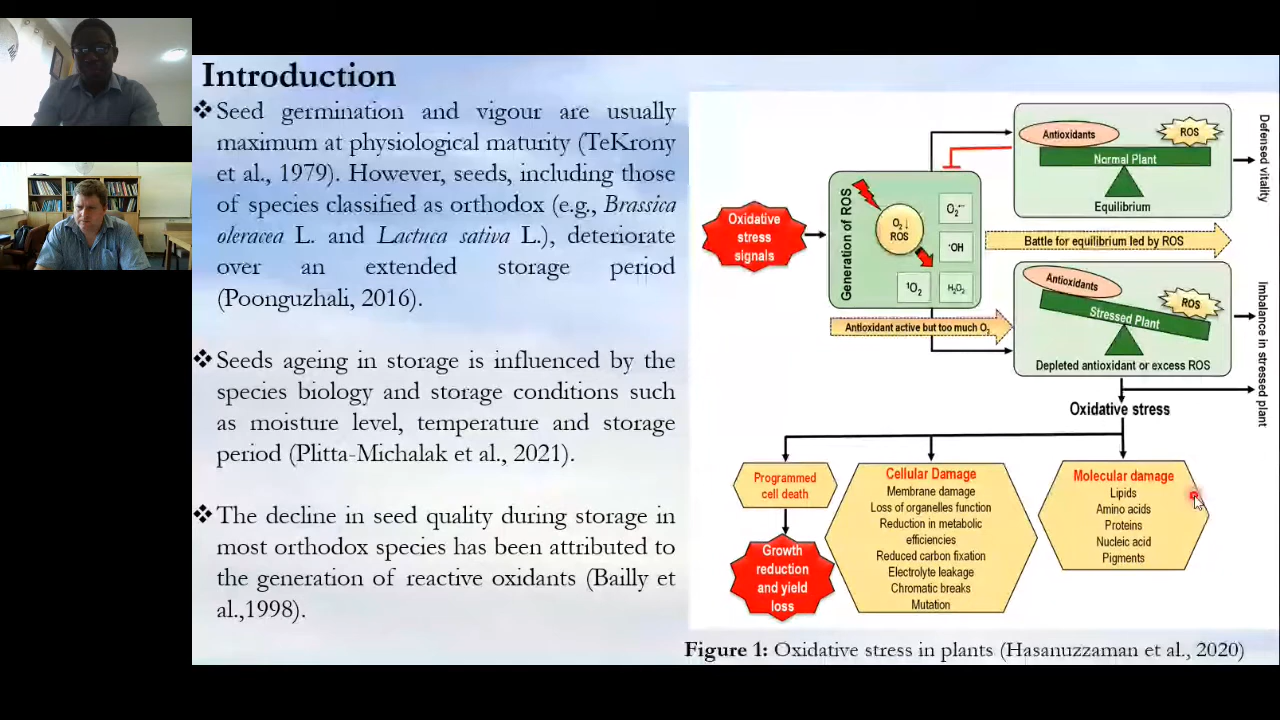 Introduction
❖Seed germination and vigour are usually
maximum at physiological maturity (TeKrony
et al., 1979). However, seeds, including those
of species classified as orthodox (e.g., Brassica
oleracea L. and Lactuca sativa L.), deteriorate
over an extended storage period
(Poonguzhali, 2016).
❖Seeds ageing in storage is influenced by the
species biology and storage conditions such
as moisture level, temperature and storage
period (Plitta-Michalak et al., 2021).
❖The decline in seed quality during storage in
most orthodox species has been attributed to
the generation of reactive oxidants (Bailly et
al.,1998).
Oxidative
stress
signals
Generation of ROS
O₂↓
ROS
O₂•−
•OH
¹O₂
H₂O₂
Antioxidants
ROS
Normal Plant
Equilibrium
Defensed vitality
Battle for equilibrium led by ROS
Antioxidant active but too much O₂
Antioxidants
ROS
Stressed Plant
Depleted antioxidant or excess ROS
Imbalance in stressed plant
Oxidative stress
Programmed
cell death
Growth
reduction
and yield
loss
Cellular Damage
Membrane damage
Loss of organelles function
Reduction in metabolic
efficiencies
Reduced carbon fixation
Electrolyte leakage
Chromatic breaks
Mutation
Molecular damage
Lipids
Amino acids
Proteins
Nucleic acid
Pigments
Figure 1: Oxidative stress in plants (Hasanuzzaman et al., 2020)